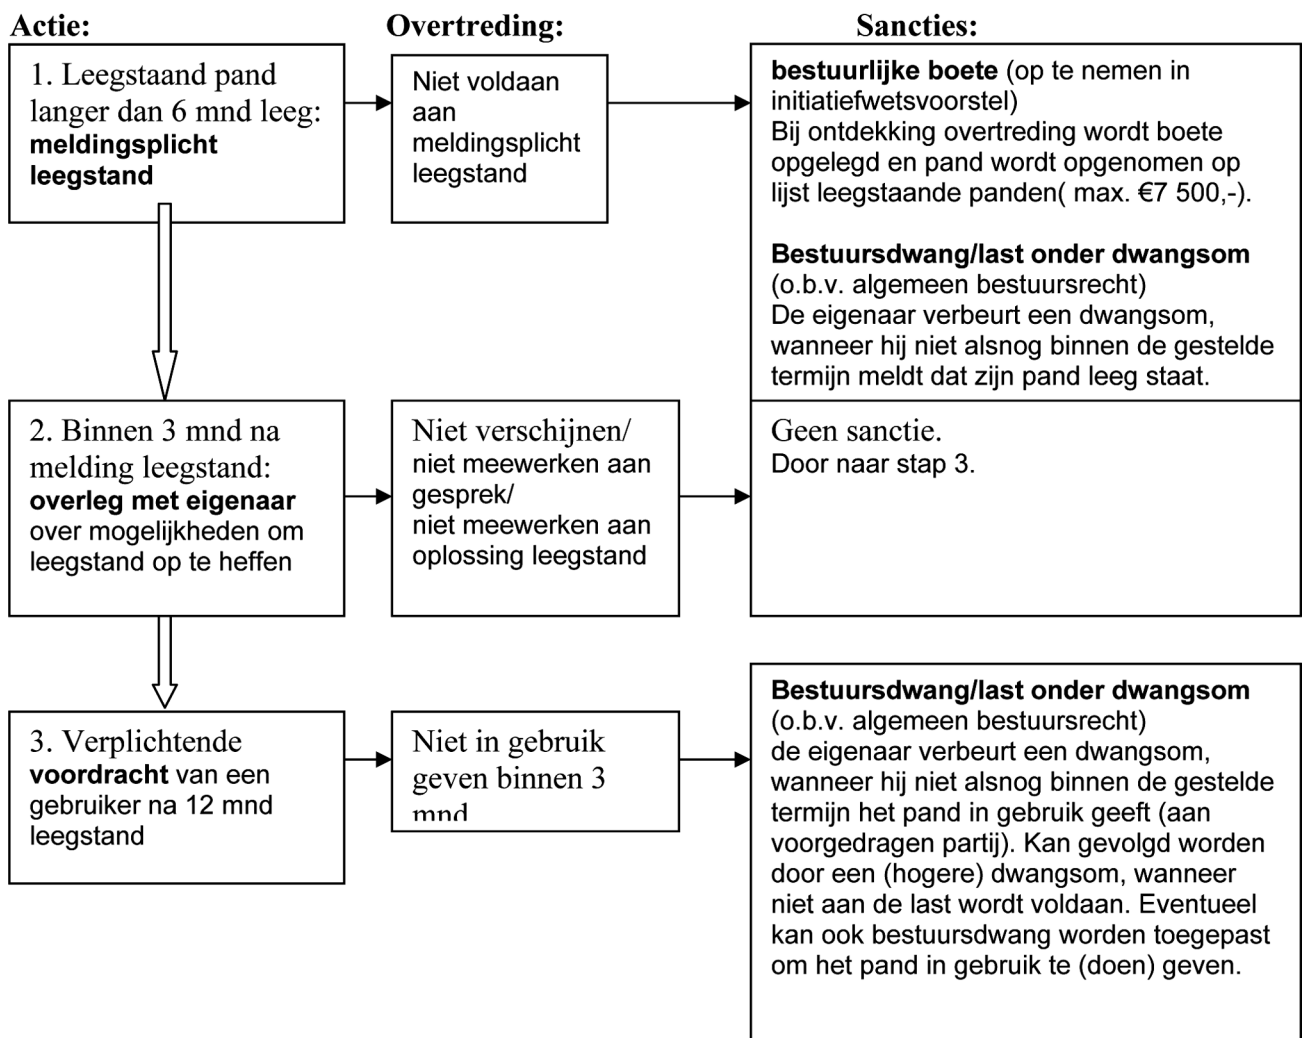 Actie:
Overtreding:
Sancties:
1. Leegstaand pand
langer dan 6 mnd leeg:
meldingsplicht
leegstand
Niet voldaan
aan
meldingsplicht
leegstand
bestuurlijke boete (op te nemen in
initiatiefwetsvoorstel)
Bij ontdekking overtreding wordt boete
opgelegd en pand wordt opgenomen op
lijst leegstaande panden( max. €7 500,-).
Bestuursdwang/last onder dwangsom
(o.b.v. algemeen bestuursrecht)
De eigenaar verbeurt een dwangsom,
wanneer hij niet alsnog binnen de gestelde
termijn meldt dat zijn pand leeg staat.
2. Binnen 3 mnd na
melding leegstand:
overleg met eigenaar
over mogelijkheden om
leegstand op te heffen
Niet verschijnen/
niet meewerken aan
gesprek/
niet meewerken aan
oplossing leegstand
Geen sanctie.
Door naar stap 3.
3. Verplichtende
voordracht van een
gebruiker na 12 mnd
leegstand
Niet in gebruik
geven binnen 3
mnd
Bestuursdwang/last onder dwangsom
(o.b.v. algemeen bestuursrecht)
de eigenaar verbeurt een dwangsom,
wanneer hij niet alsnog binnen de gestelde
termijn het pand in gebruik geeft (aan
voorgedragen partij). Kan gevolgd worden
door een (hogere) dwangsom, wanneer
niet aan de last wordt voldaan. Eventueel
kan ook bestuursdwang worden toegepast
om het pand in gebruik te (doen) geven.